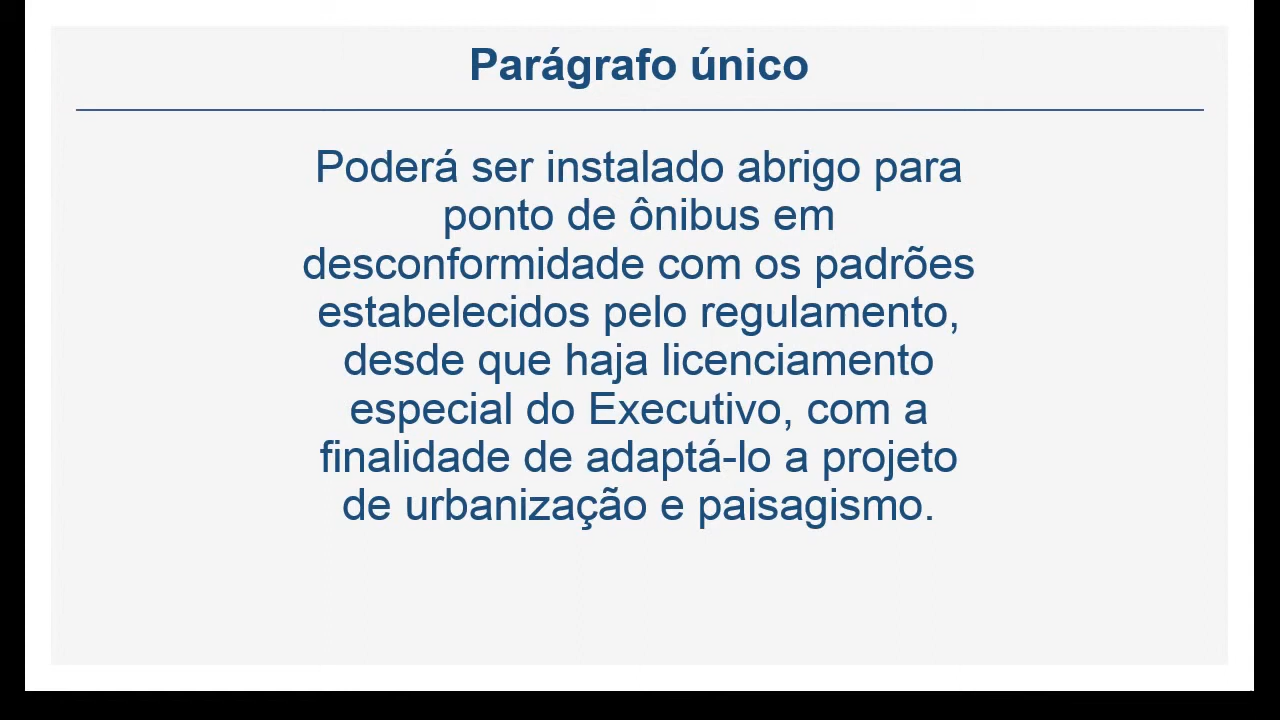 Parágrafo único
Poderá ser instalado abrigo para
ponto de ônibus em
desconformidade com os padrões
estabelecidos pelo regulamento,
desde que haja licenciamento
especial do Executivo, com a
finalidade de adaptá-lo a projeto
de urbanização e paisagismo.